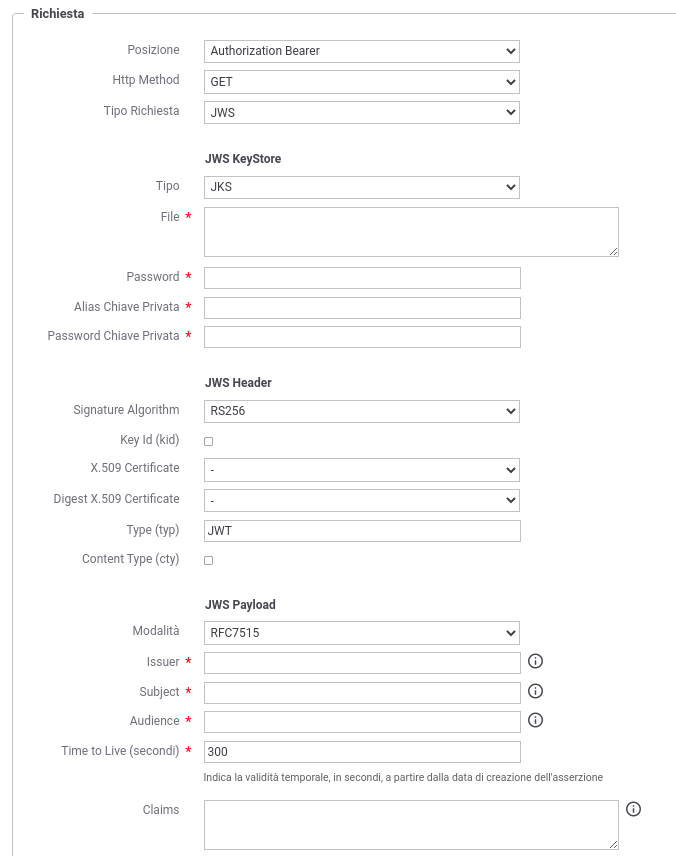 Richiesta
Posizione Authorization Bearer
Http Method GET
Tipo Richiesta JWS
JWS KeyStore
Tipo JKS
File *
Password *
Alias Chiave Privata *
Password Chiave Privata *
JWS Header
Signature Algorithm RS256
Key Id (kid)
X.509 Certificate -
Digest X.509 Certificate -
Type (typ) JWT
Content Type (cty)
JWS Payload
Modalità RFC7515
Issuer *
Subject *
Audience *
Time to Live (secondi) * 300
Indica la validità temporale, in secondi, a partire dalla data di creazione dell'asserzione
Claims